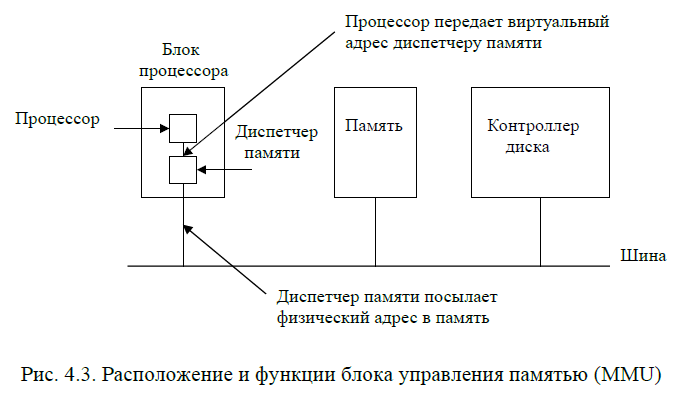 Процессор передает виртуальный
адрес диспетчеру памяти
Блок
процессора
Процессор
Диспетчер
памяти
Память
Контроллер
диска
Шина
Диспетчер памяти посылает
физический адрес в память
Рис. 4.3. Расположение и функции блока управления памятью (MMU)